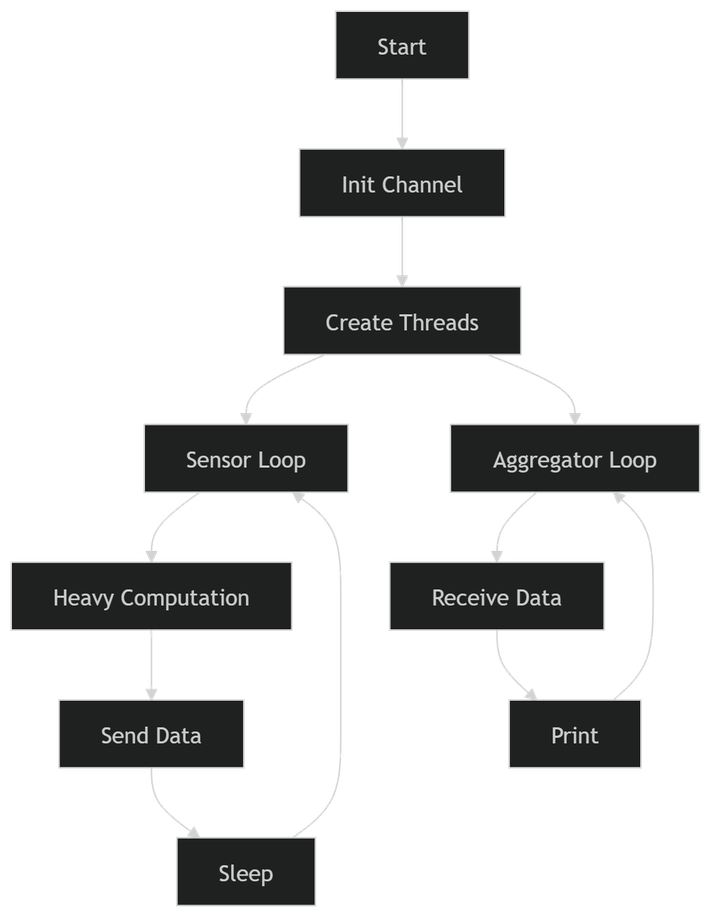 Start
Init Channel
Create Threads
Sensor Loop
Aggregator Loop
Heavy Computation
Receive Data
Send Data
Print
Sleep